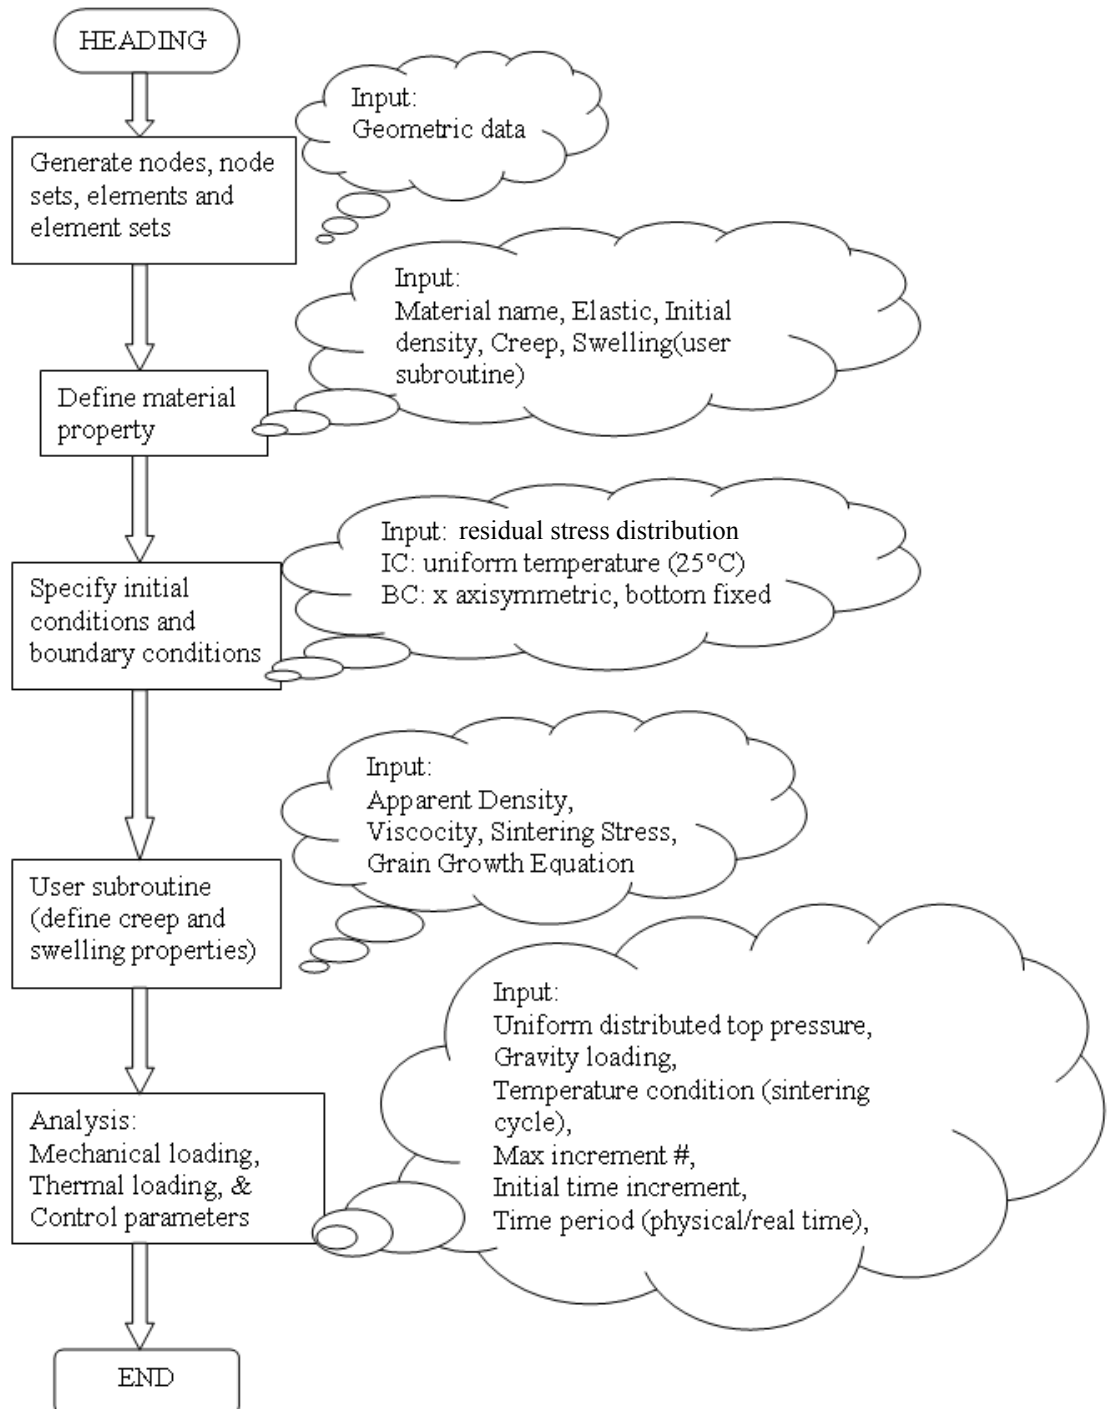 HEADING
Input:
Geometric data
Generate nodes, node
sets, elements and
element sets
Input:
Material name, Elastic, Initial
density, Creep, Swelling(user
subroutine)
Define material
property
Input: residual stress distribution
IC: uniform temperature (25°C)
BC: x axisymmetric, bottom fixed
Specify initial
conditions and
boundary conditions
Input:
Apparent Density,
Viscocity, Sintering Stress,
Grain Growth Equation
User subroutine
(define creep and
swelling properties)
Input:
Uniform distributed top pressure,
Gravity loading,
Temperature condition (sintering
cycle),
Max increment #,
Initial time increment,
Time period (physical/real time),
Analysis:
Mechanical loading,
Thermal loading, &
Control parameters
END